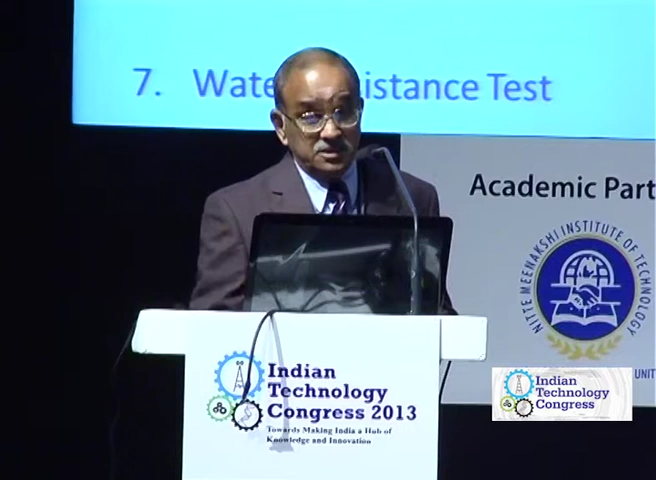 7. Wate istance Test
Academic Part
NITTE MEENAKSHI INSTITUTE OF TECHNOLOGY
UNIT
Indian
Technology
Congress 2013
Towards Making India a Hub of
Knowledge and Innovation
Indian
Technology
Congress